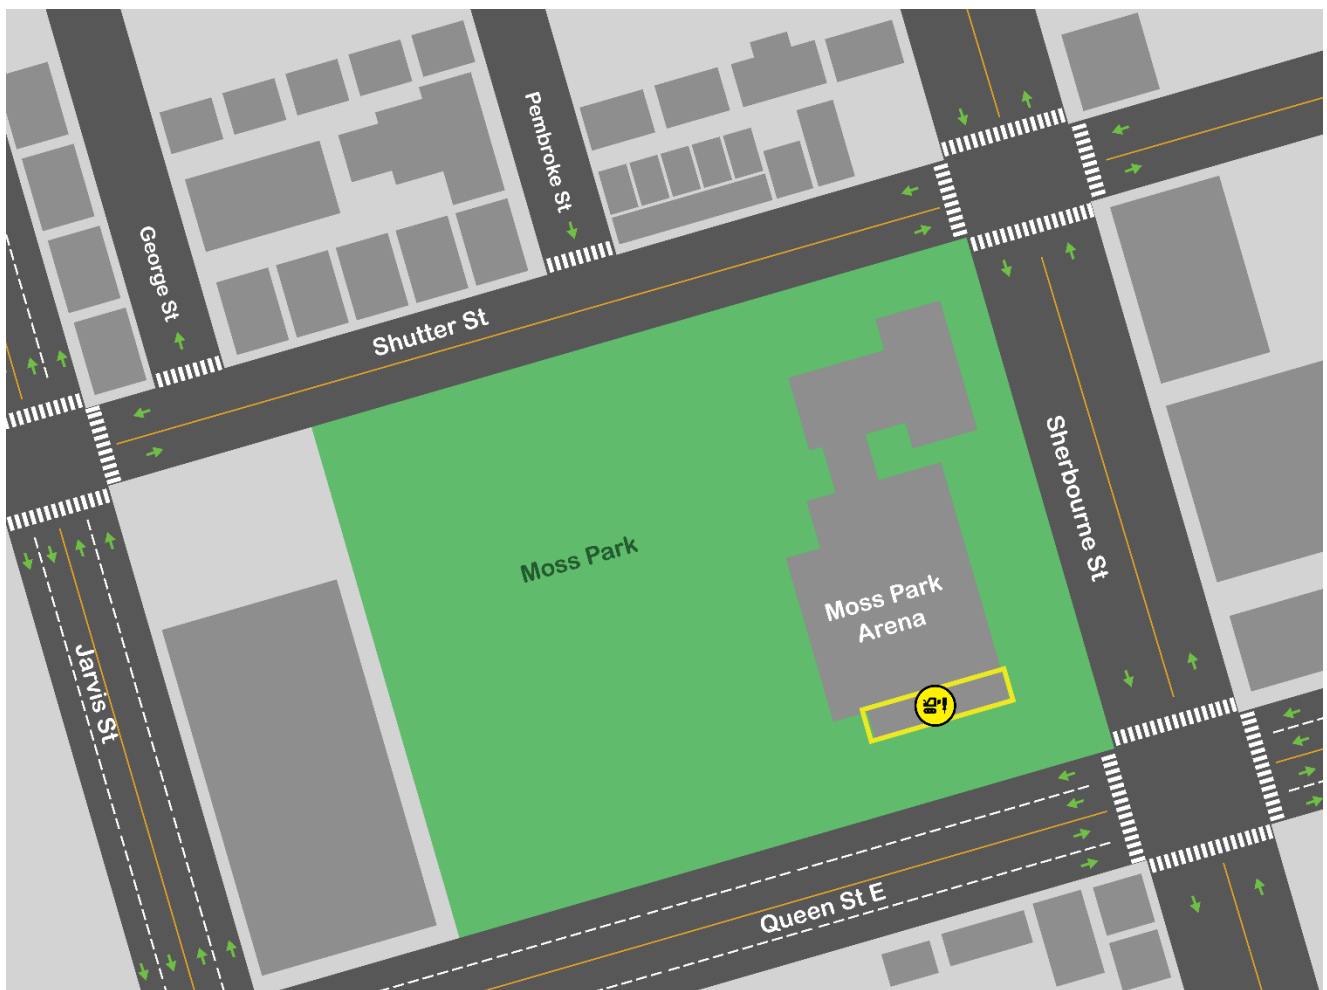 Pembroke St
George St
Shutter St
Sherbourne St
Moss Park
Moss Park
Arena
Jarvis St
Queen St E